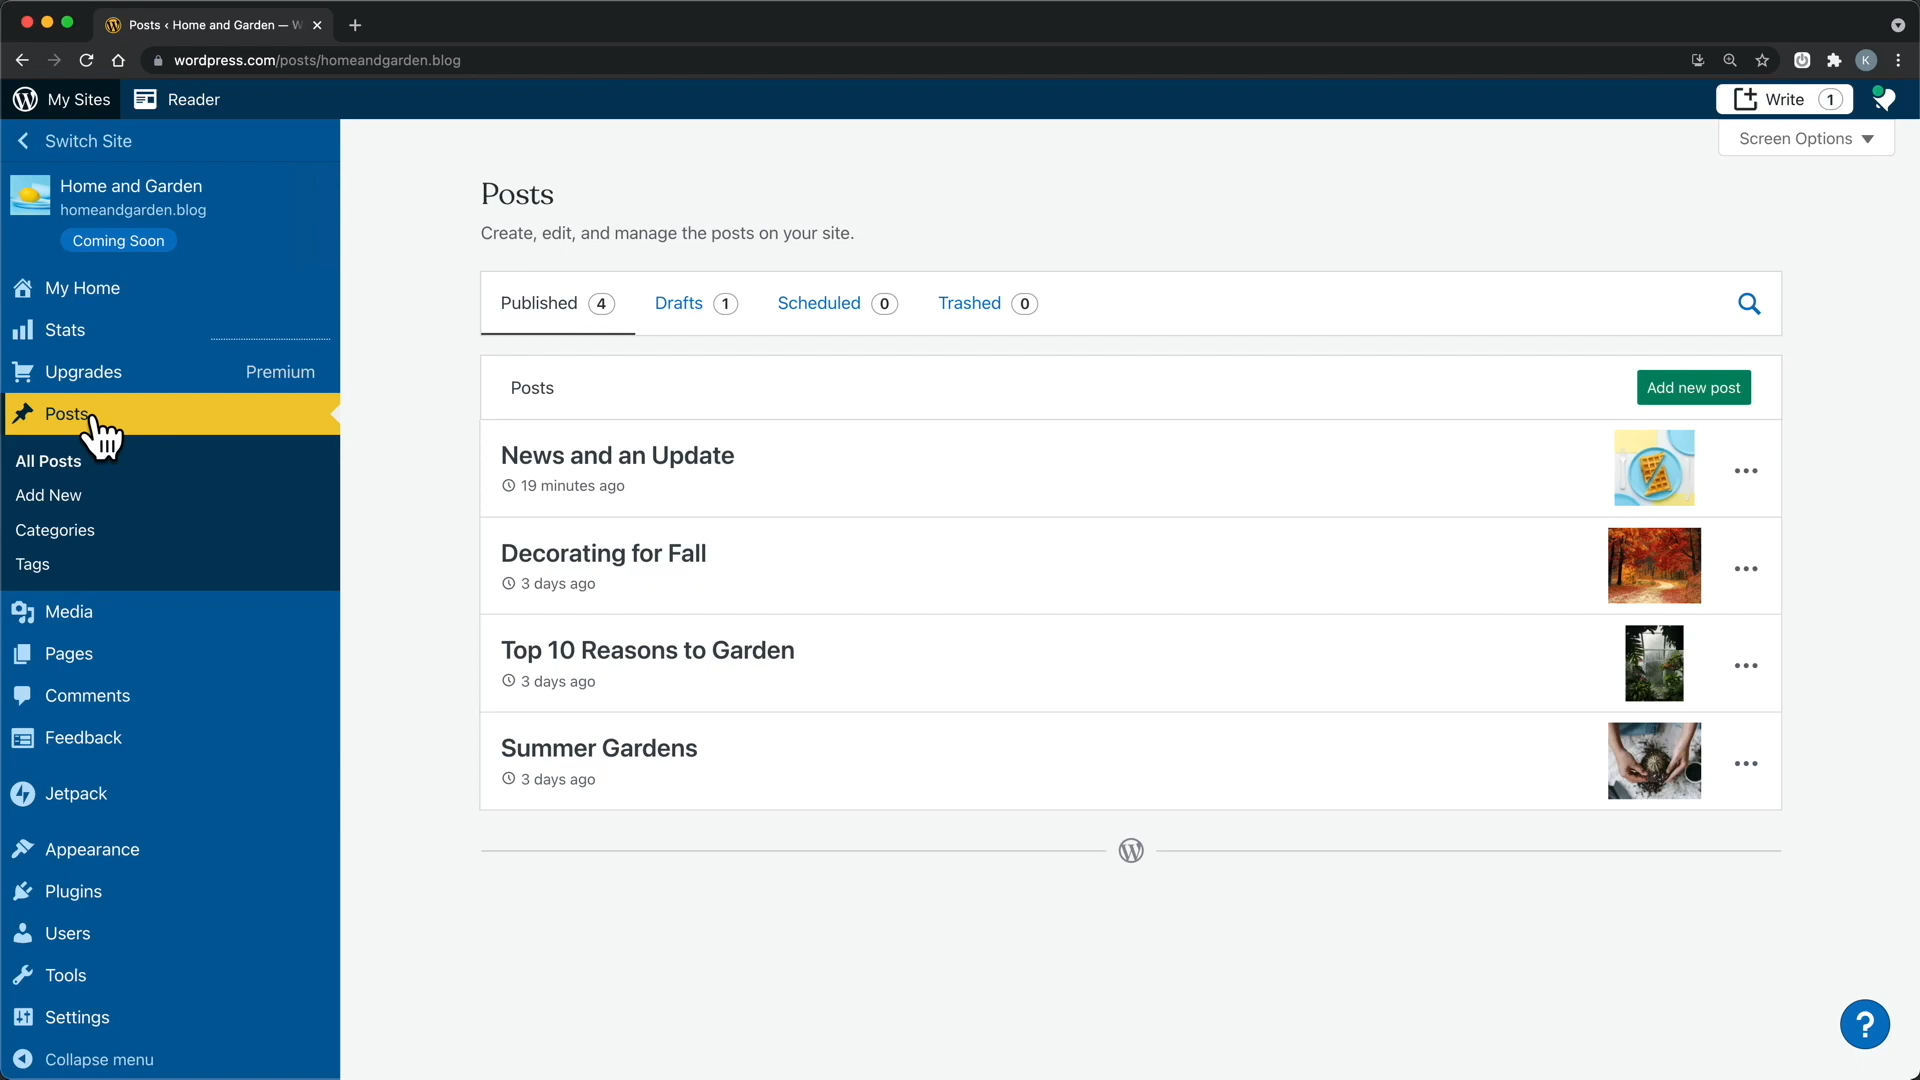 Posts ‹ Home and Garden — W
wordpress.com/posts/homeandgarden.blog
K
My Sites
Reader
Write 1
Screen Options
Switch Site
Home and Garden
homeandgarden.blog
Coming Soon
My Home
Stats
Upgrades Premium
Posts
All Posts
Add New
Categories
Tags
Media
Pages
Comments
Feedback
Jetpack
Appearance
Plugins
Users
Tools
Settings
Collapse menu
Posts
Create, edit, and manage the posts on your site.
Published 4 Drafts 1 Scheduled 0 Trashed 0
Posts
Add new post
News and an Update
19 minutes ago
Decorating for Fall
3 days ago
Top 10 Reasons to Garden
3 days ago
Summer Gardens
3 days ago
?